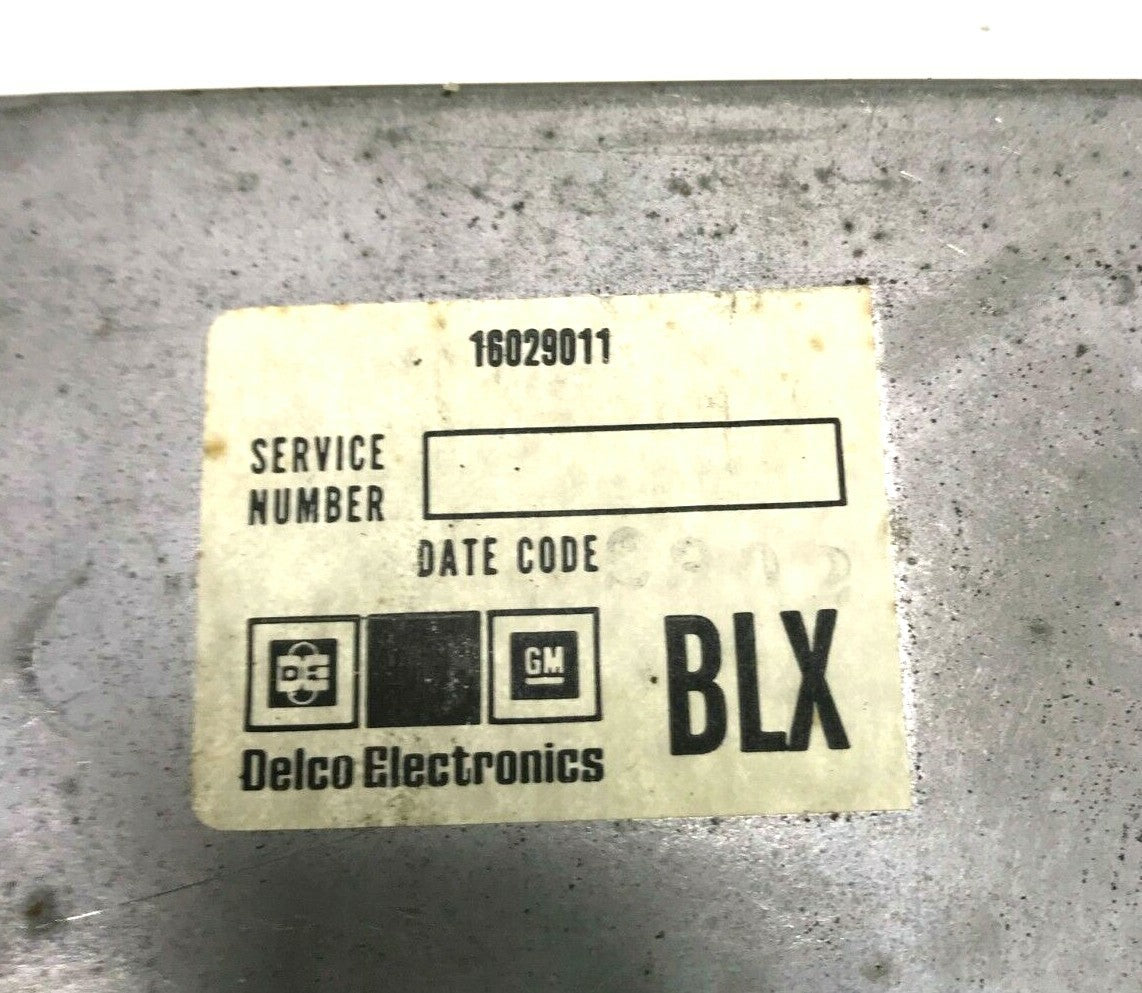 16029011
SERVICE
NUMBER
DATE CODE
DE
GM
BLX
Delco Electronics